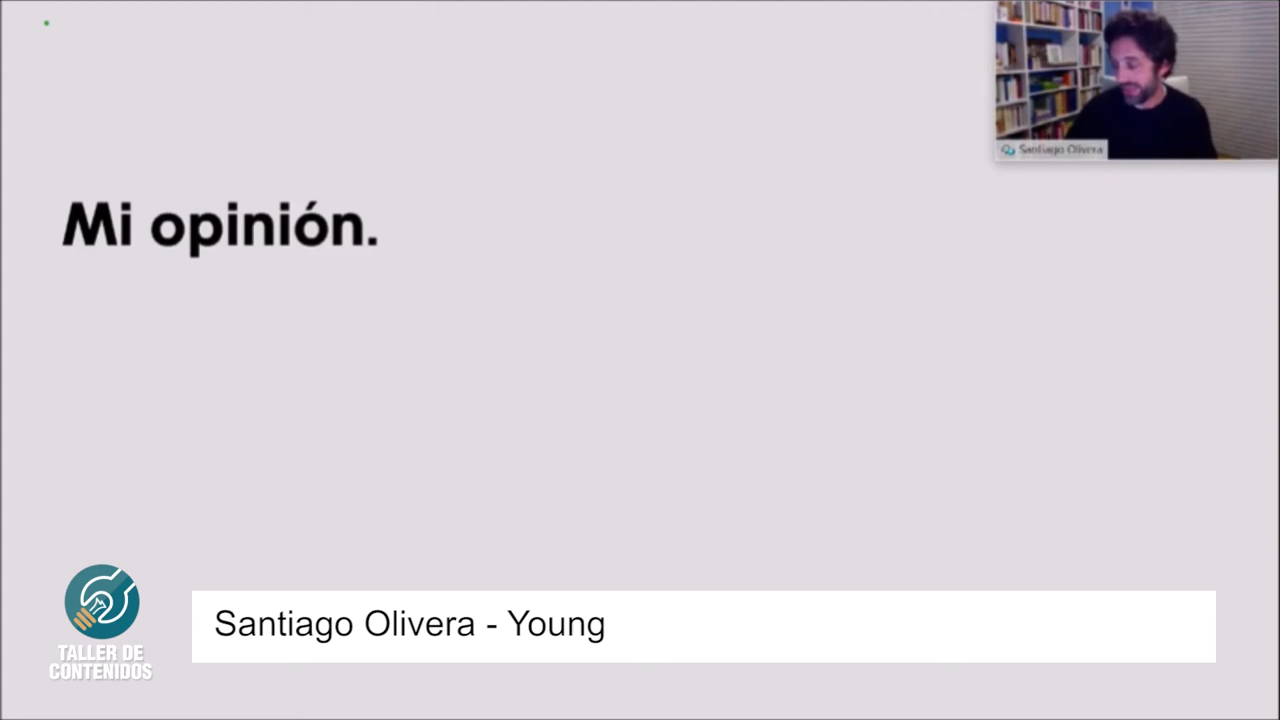 Santiago Olivera
Mi opinión.
Santiago Olivera - Young
TALLER DE
CONTENIDOS